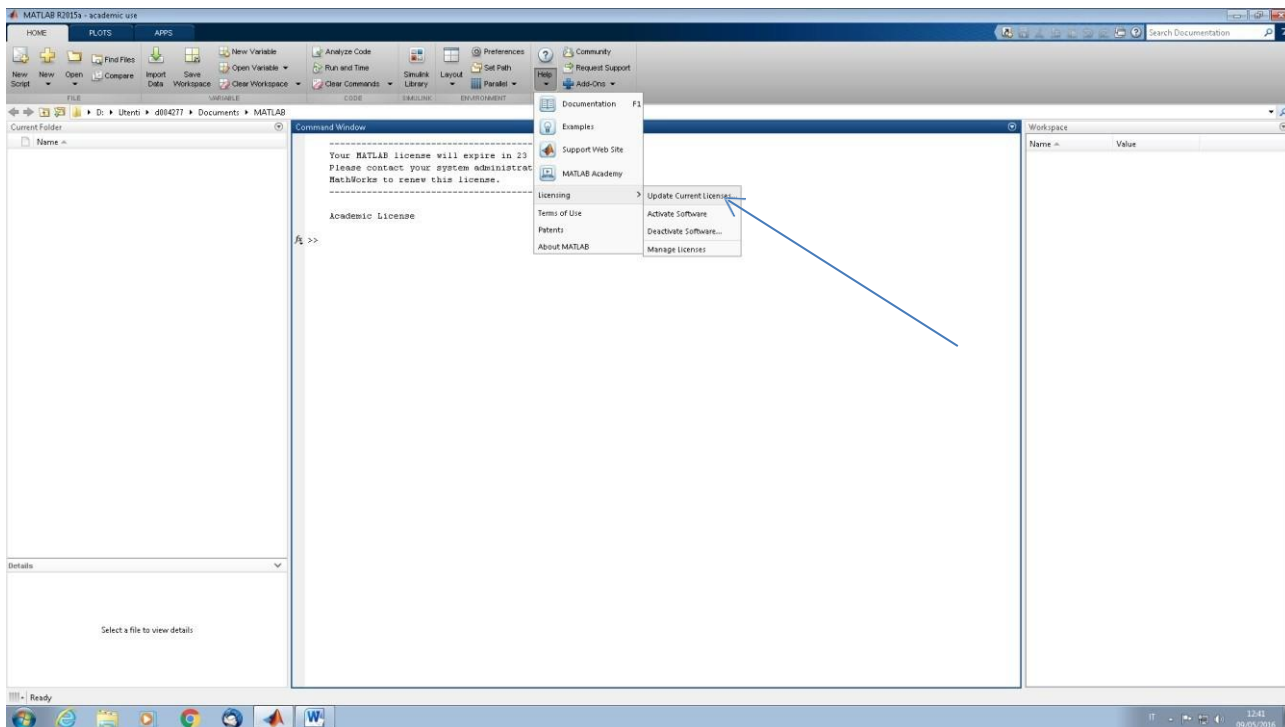 MATLAB R2015a - academic use
HOME PLOTS APPS
Search Documentation
New Script
New
Open
Find Files
Compare
Import Data
Save Workspace
New Variable
Open Variable
Clear Workspace
Analyze Code
Run and Time
Clear Commands
Simulink Library
Layout
Preferences
Set Path
Parallel
Help
Community
Request Support
Add-Ons
FILE VARIABLE CODE SIMULINK ENVIRONMENT
D: Utenti d004277 Documents MATLAB
Current Folder
Name
Command Window
Your MATLAB license will expire in 23
Please contact your system administrat
MathWorks to renew this license.
Academic License
fx >>
Documentation F1
Examples
Support Web Site
MATLAB Academy
Licensing
Terms of Use
Patents
About MATLAB
Update Current Licenses...
Activate Software
Deactivate Software...
Manage Licenses
Workspace
Name Value
Details
Select a file to view details
Ready
IT 12:41
09/05/2016